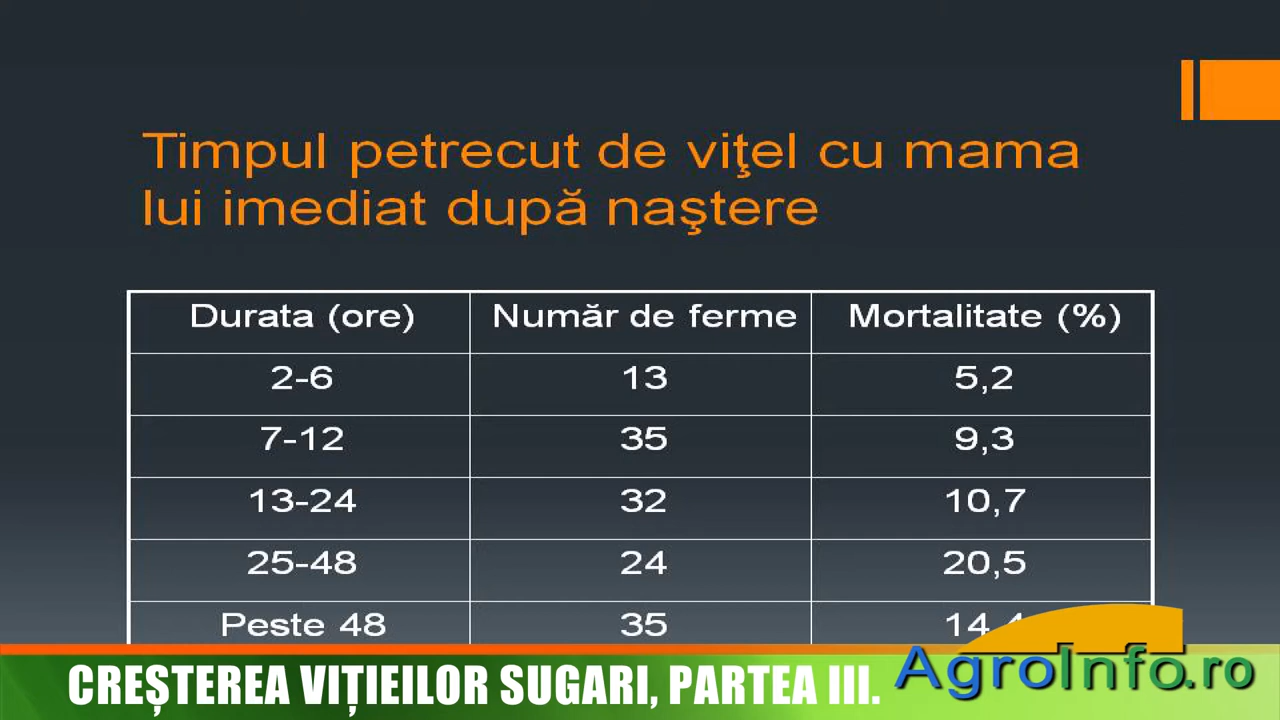 Timpul petrecut de viţel cu mama
lui imediat după naştere
Durata (ore) Număr de ferme Mortalitate (%)
2-6 13 5,2
7-12 35 9,3
13-24 32 10,7
25-48 24 20,5
Peste 48 35
CREȘTEREA VIȚIEILOR SUGARI, PARTEA III.
AgroInfo.ro